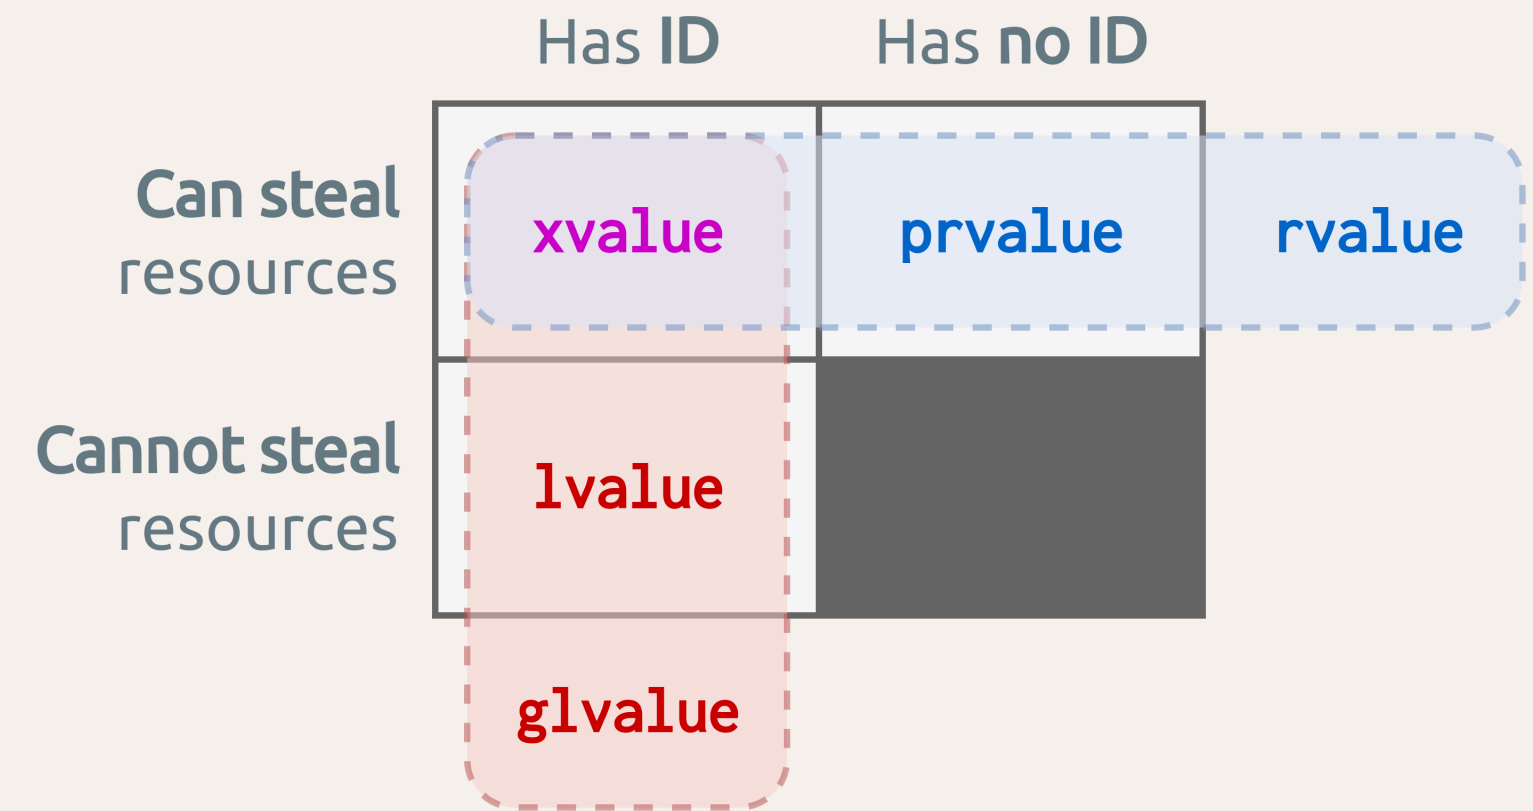 Has ID
Has no ID
Can steal
resources
xvalue
prvalue
rvalue
Cannot steal
resources
lvalue
glvalue